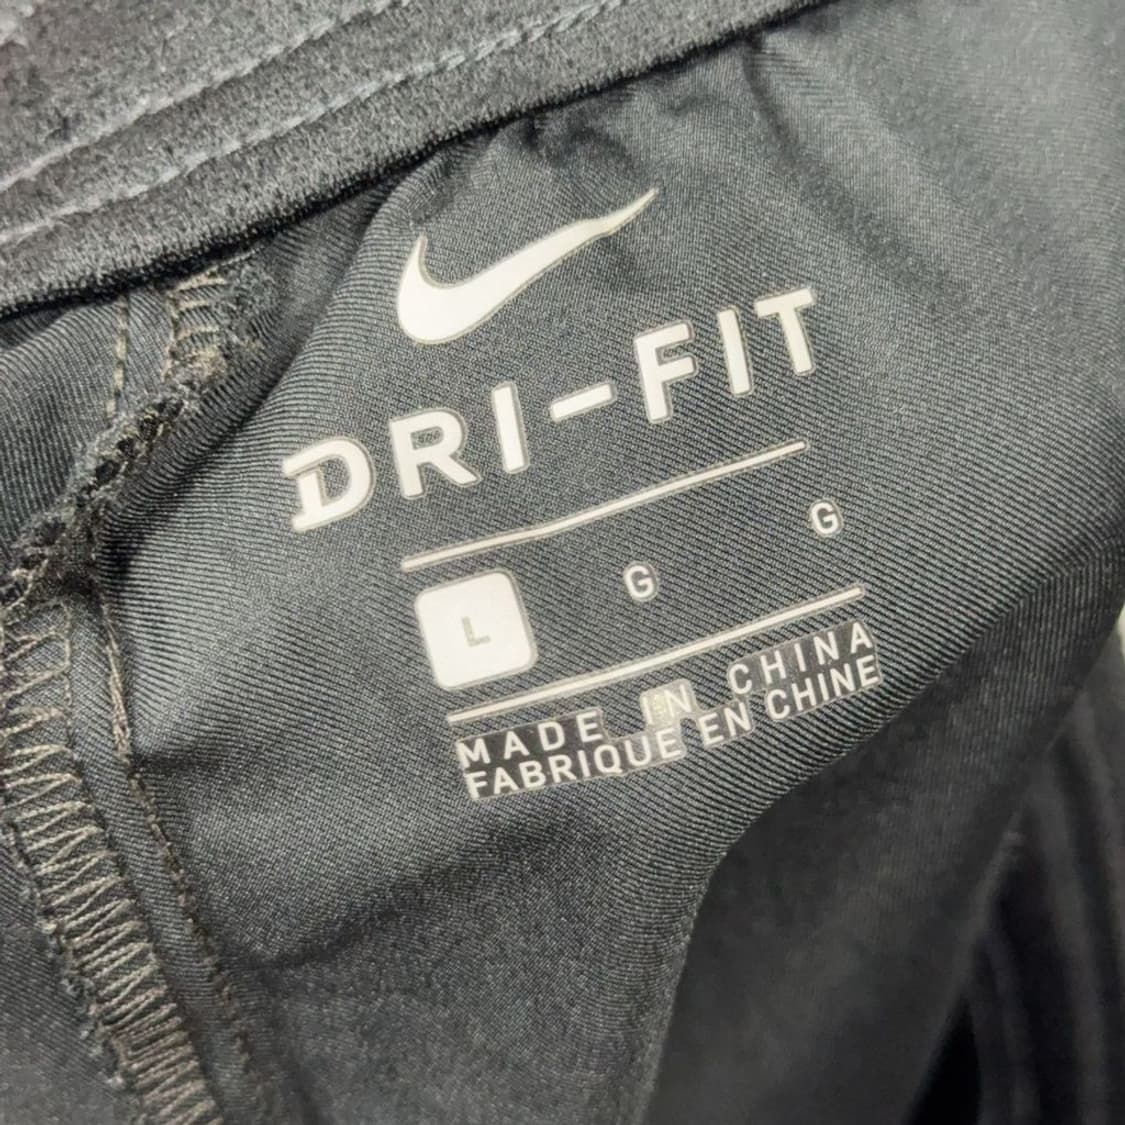 DRI-FIT
L G G
MADE IN CHINA
FABRIQUE EN CHINE